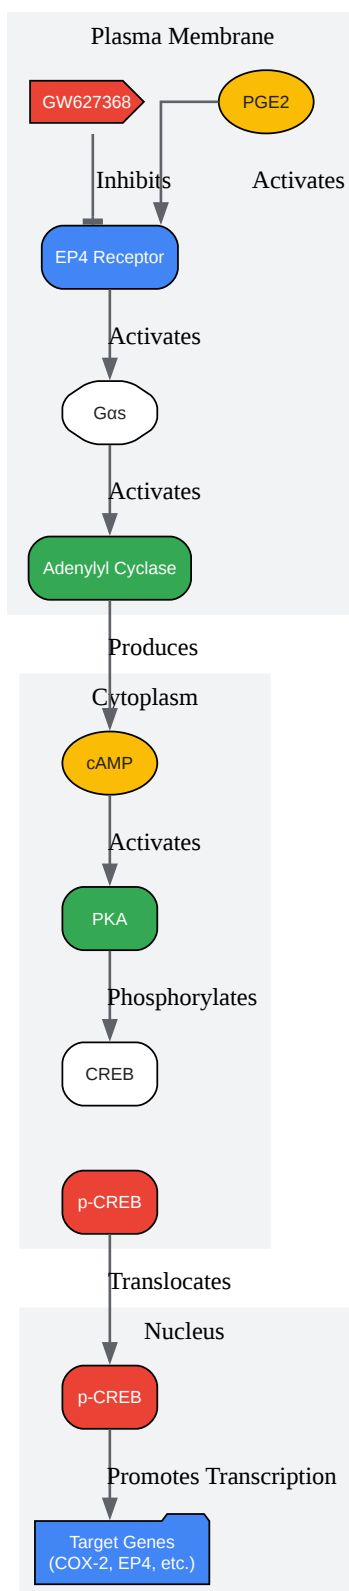 Plasma Membrane
GW627368
PGE2
Inhibits
Activates
EP4 Receptor
Activates
Gαs
Activates
Adenylyl Cyclase
Produces
Cytoplasm
cAMP
Activates
PKA
Phosphorylates
CREB
p-CREB
Translocates
Nucleus
p-CREB
Promotes Transcription
Target Genes
(COX-2, EP4, etc.)